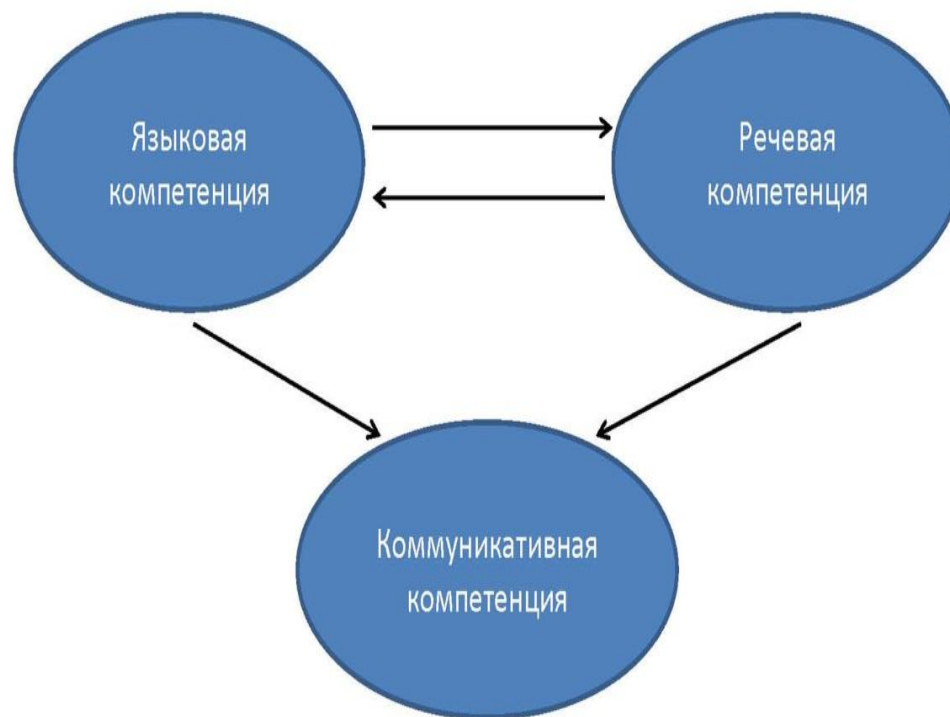 Языковая
компетенция
Речевая
компетенция
Коммуникативная
компетенция